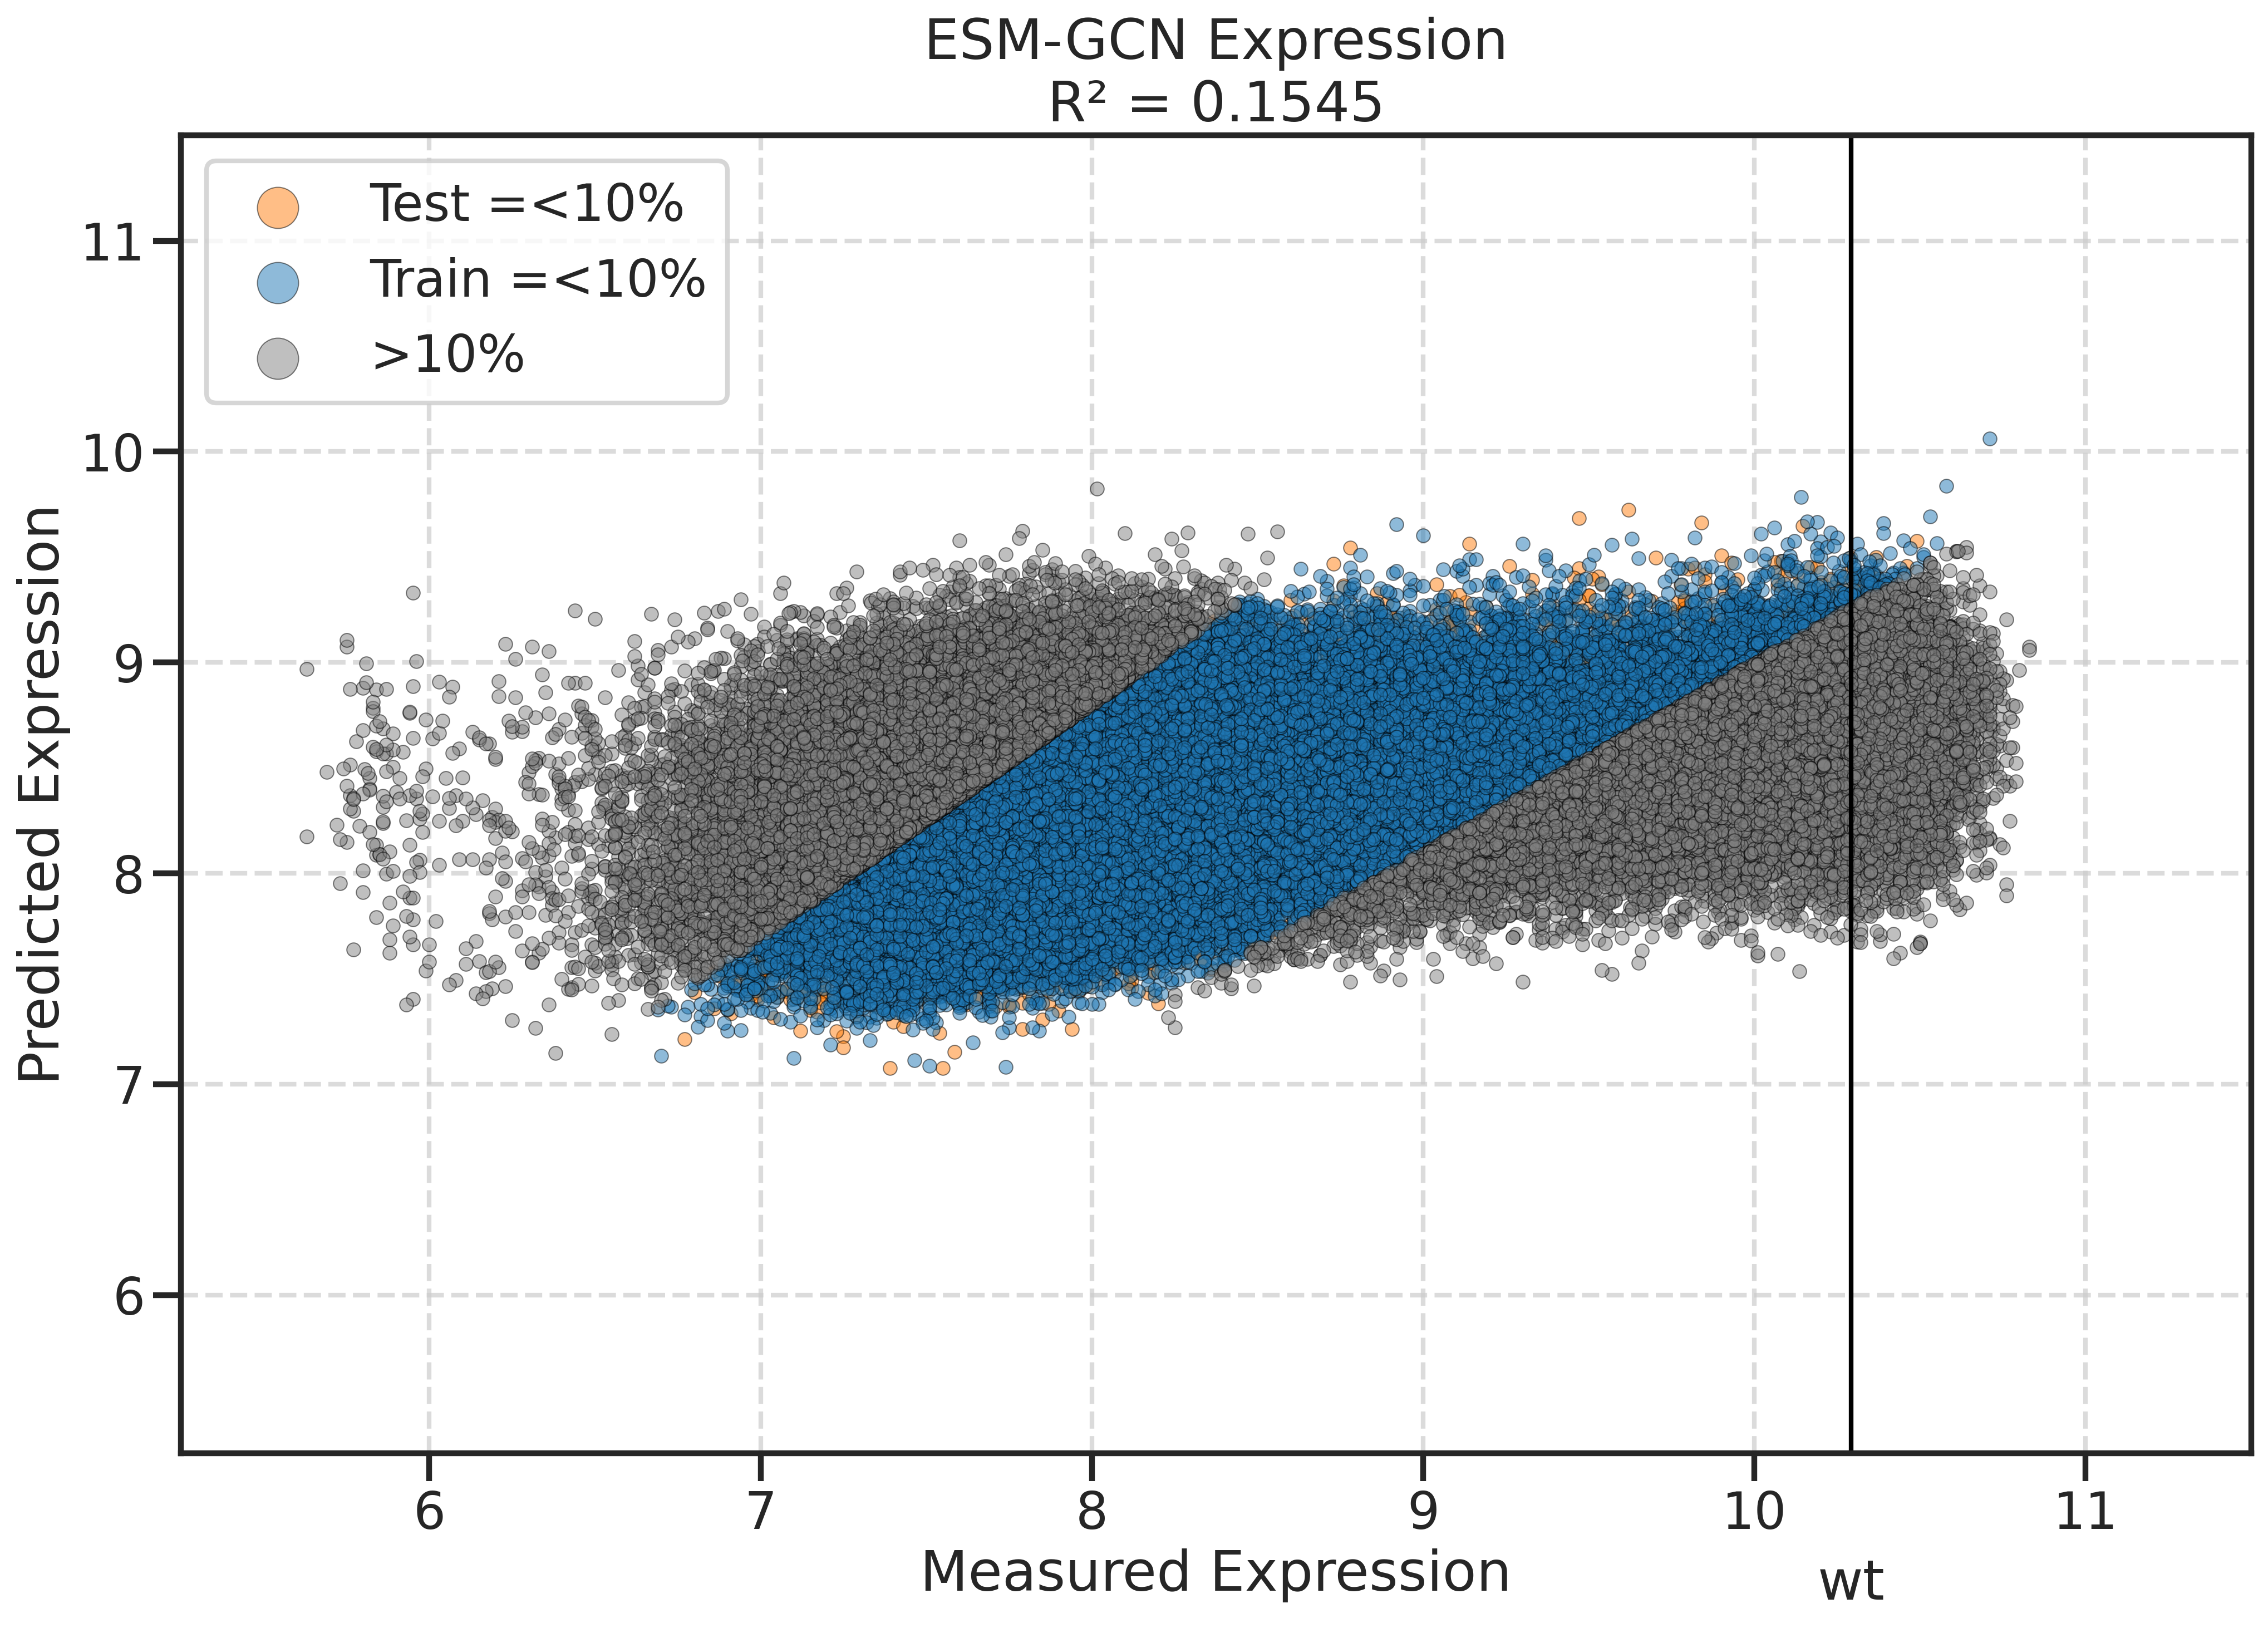 ESM-GCN Expression
R² = 0.1545
Test =<10%
Train =<10%
>10%
Predicted Expression
11
10
9
8
7
6
6 7 8 9 10 11
Measured Expression
wt